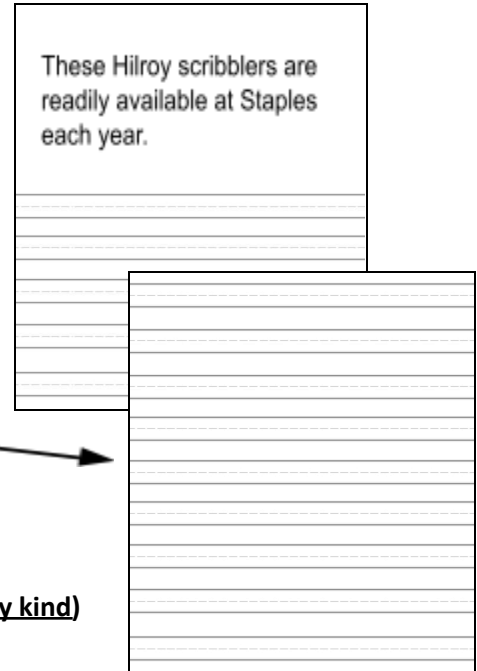 These Hilroy scribblers are
readily available at Staples
each year.
y kind)